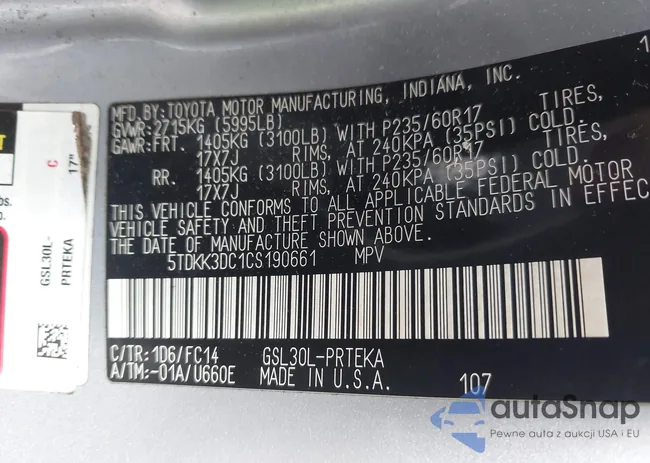 1
MFD.BY:TOYOTA MOTOR MANUFACTURING, INDIANA, INC.
GVWR:2715KG (5995LB)
GAWR:FRT. 1405KG (3100LB) WITH P235/60R17 TIRES,
17X7J RIMS, AT 240KPA (35PSI) COLD.
RR. 1405KG (3100LB) WITH P235/60R17 TIRES,
17X7J RIMS, AT 240KPA (35PSI) COLD.
THIS VEHICLE CONFORMS TO ALL APPLICABLE FEDERAL MOTOR
VEHICLE SAFETY AND THEFT PREVENTION STANDARDS IN EFFEC
THE DATE OF MANUFACTURE SHOWN ABOVE.
5TDKK3DC1CS190661 MPV
C/TR: 1D6/FC14 GSL30L-PRTEKA
A/TM:-01A/U660E MADE IN U.S.A. 107
C
17"
GSL30L-
PRTEKA
autoSnap
Pewne auta z aukcji USA i EU